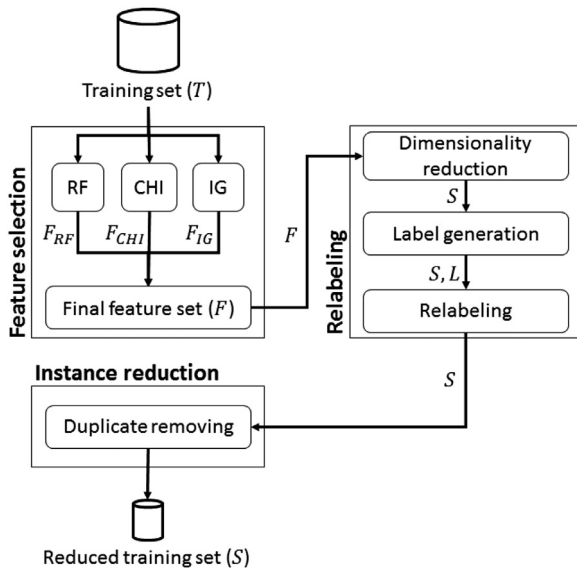 Training set (T)
Feature selection
RF
CHI
IG
F_RF
F_CHI
F_IG
Final feature set (F)
F
Relabeling
Dimensionality
reduction
S
Label generation
S, L
Relabeling
S
Instance reduction
Duplicate removing
Reduced training set (S)